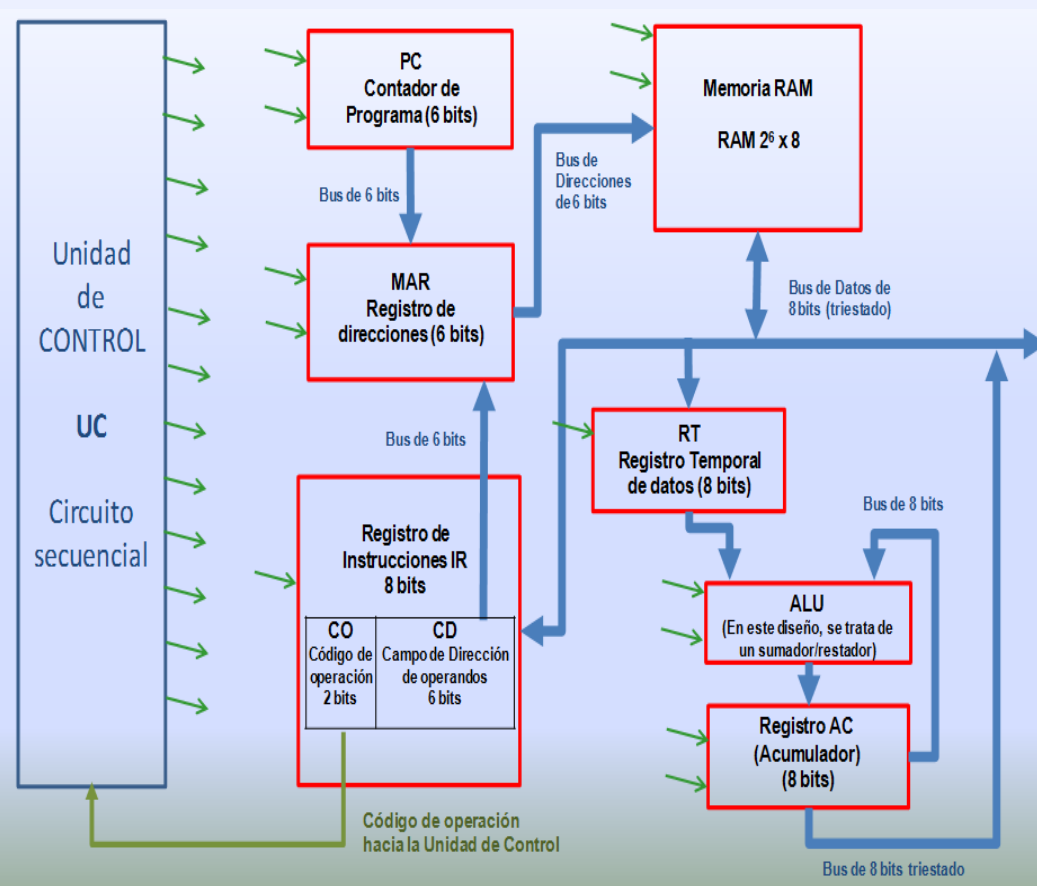 Unidad
de
CONTROL
UC
Circuito
secuencial
PC
Contador de
Programa (6 bits)
Bus de 6 bits
MAR
Registro de
direcciones (6 bits)
Bus de
Direcciones
de 6 bits
Memoria RAM
RAM 2⁶ x 8
Bus de Datos de
8 bits (triestado)
Bus de 6 bits
RT
Registro Temporal
de datos (8 bits)
Bus de 8 bits
Registro de
Instrucciones IR
8 bits
CO
Código de
operación
2 bits
CD
Campo de Dirección
de operandos
6 bits
ALU
(En este diseño, se trata de
un sumador/restador)
Registro AC
(Acumulador)
(8 bits)
Código de operación
hacia la Unidad de Control
Bus de 8 bits triestado